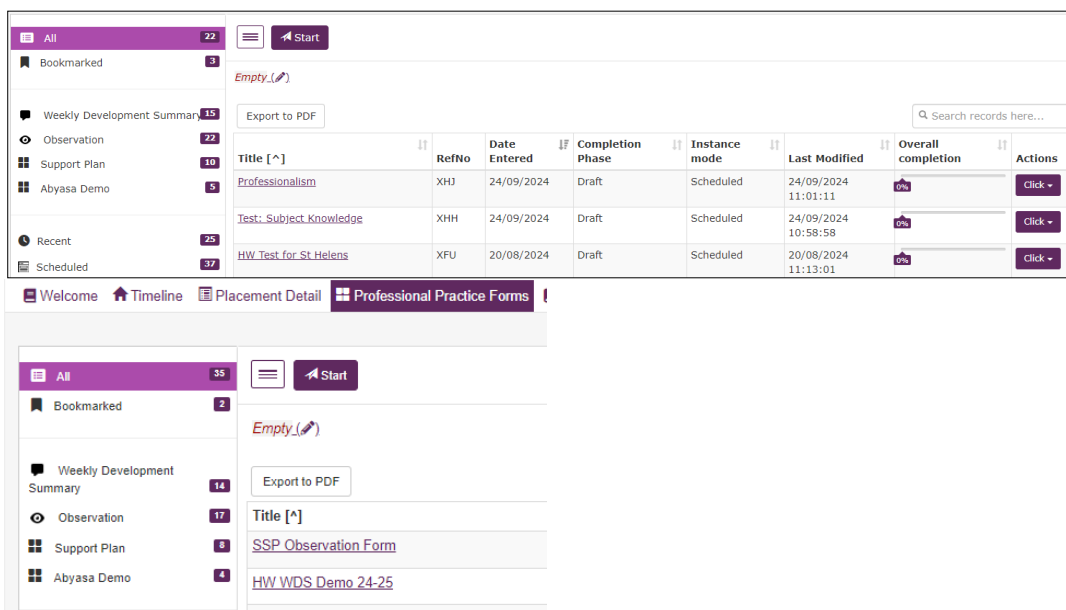 All 22
Start
Bookmarked 3
Empty ( )
Weekly Development Summary 15
Export to PDF
Search records here...
Observation 22
Support Plan 10
Abyasa Demo 5
Recent 25
Scheduled 37
Title [^] RefNo Date Entered Completion Phase Instance mode Last Modified Overall completion Actions
Professionalism XHJ 24/09/2024 Draft Scheduled 24/09/2024 11:01:11 0% Click
Test: Subject Knowledge XHH 24/09/2024 Draft Scheduled 24/09/2024 10:58:58 0% Click
HW Test for St Helens XFU 20/08/2024 Draft Scheduled 20/08/2024 11:13:01 0% Click
Welcome Timeline Placement Detail Professional Practice Forms
All 35
Start
Bookmarked 2
Empty ( )
Weekly Development
Summary 14
Export to PDF
Observation 17
Support Plan 8
Abyasa Demo 4
Title [^]
SSP Observation Form
HW WDS Demo 24-25